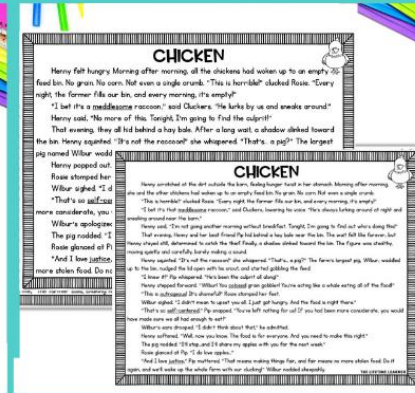 CHICKEN
Henny felt hungry. Morning after morning, all the chickens had woken up to an empty
feed bin. No grain. No corn. Not even a single crumb. "This is horrible!" clucked Rosie. "Every
night, the farmer fills our bin, and every morning, it's empty!"
"I bet it's a meddlesome raccoon," said Cluckers. "He lurks by us and sneaks around."
Henny said, "No more of this. Tonight, I'm going to find the culprit!"
That evening, they all hid behind a hay bale. After a long wait, a shadow slinked toward
the bin. Henny squinted. "It's not the raccoon!" she whispered. "That's.. a pig?" The largest
pig named Wilbur
Henny popped out.
Rosie stomped her
Wilbur sighed. "I d
"That's so
more considerate, you
Wilbur's apologize
The pig nodded. "I
Rosie glanced at P
"And I love justice,
more stolen food. Do
CHICKEN
Henny scratched at the dirt outside the barn, feeling hunger twist in her stomach. Morning after morning,
she and the other chickens had woken up to an empty feed bin. No grain. No corn. Not even a single crumb.
"This is horrible!" clucked Rosie. "Every night, the farmer fills our bin, and every morning, it's empty!"
"I bet it's that meddlesome raccoon," said Cluckers, lowering his voice. "He's always lurking around at night and
sneaking around near the barn."
Henny said, "I'm not going another morning without breakfast. Tonight, I'm going to find out who's doing this!"
That evening, Henny and her best friend Pip hid behind a hay bale near the bin. The wait felt like forever, but
Henny stayed still, determined to catch the thief. Finally, a shadow slinked toward the bin. The figure was stealthy,
moving quietly and carefully, barely making a sound.
Henny squinted. "It's not the raccoon!" she whispered. "That's... a pig?" The farm's largest pig, Wilbur, waddled
up to the bin, nudged the lid open with his snout, and started gobbling the feed.
"I knew it!" Pip whispered. "He's been the culprit all along!"
Henny stepped forward. "Wilbur! You colossal grain gobbler! You're eating like a whole eating all of the food!"
"This is outrageous! It's shameful!" Rosie stamped her feet.
Wilbur sighed. "I didn't mean to upset you all. I just get hungry. And the food is right there."
"That's so self-centered!" Pip snapped. "You've left nothing for us! If you had been more considerate, you would
have made sure we all had enough to eat!"
Wilbur's ears drooped. "I didn't think about that," he admitted.
Henny softened. "Well, now you know. The food is for everyone. And you need to make this right."
The pig nodded. "I'll stop, and I'll share my apples with you for the next week."
Rosie glanced at Pip. "I do love apples."
"And I love justice," Pip muttered. "That means making things fair, and fair means no more stolen food. Do it
again, and we'll wake up the whole farm with our clucking!" Wilbur nodded sheepishly.
THE LIFETIME LEARNER